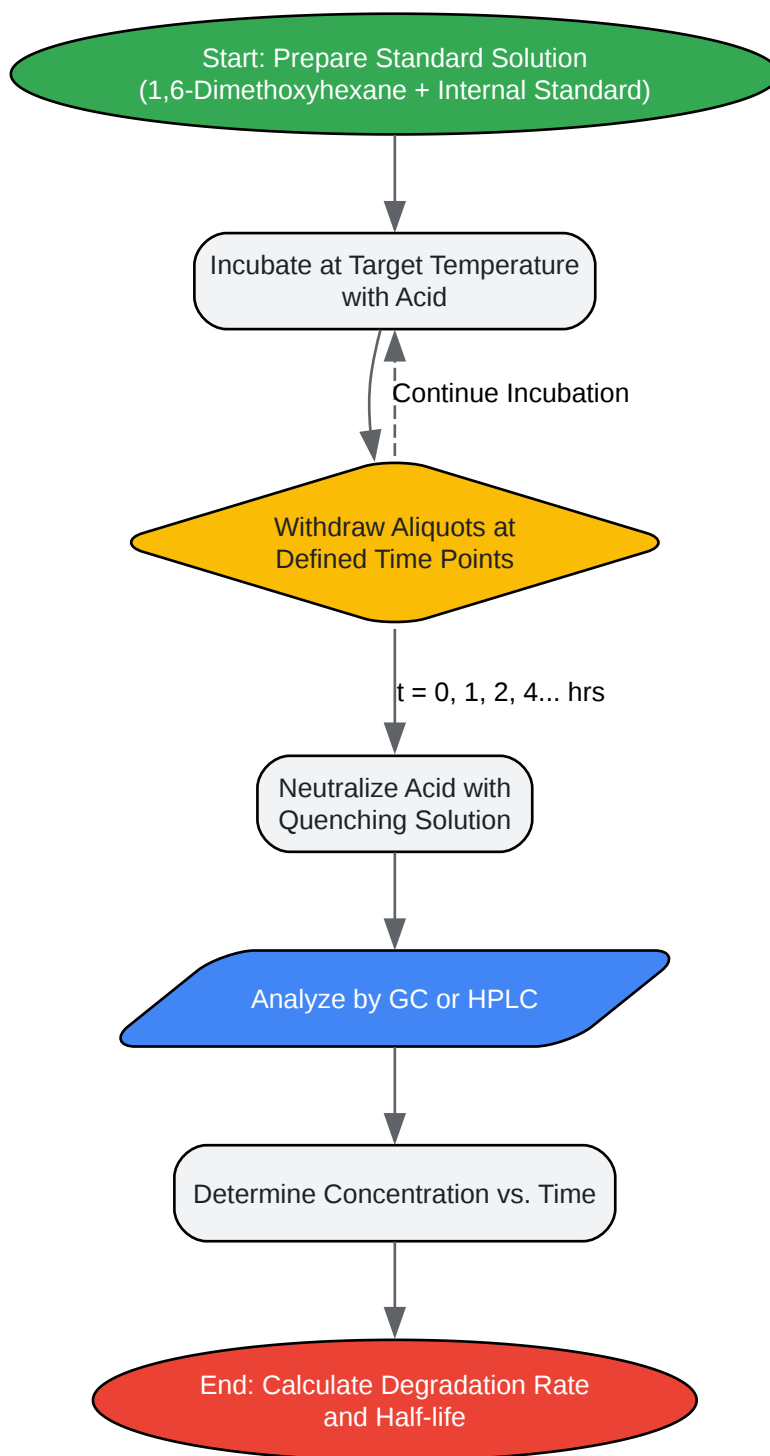 Start: Prepare Standard Solution
(1,6-Dimethoxyhexane + Internal Standard)
Incubate at Target Temperature
with Acid
Continue Incubation
Withdraw Aliquots at
Defined Time Points
t = 0, 1, 2, 4... hrs
Neutralize Acid with
Quenching Solution
Analyze by GC or HPLC
Determine Concentration vs. Time
End: Calculate Degradation Rate
and Half-life